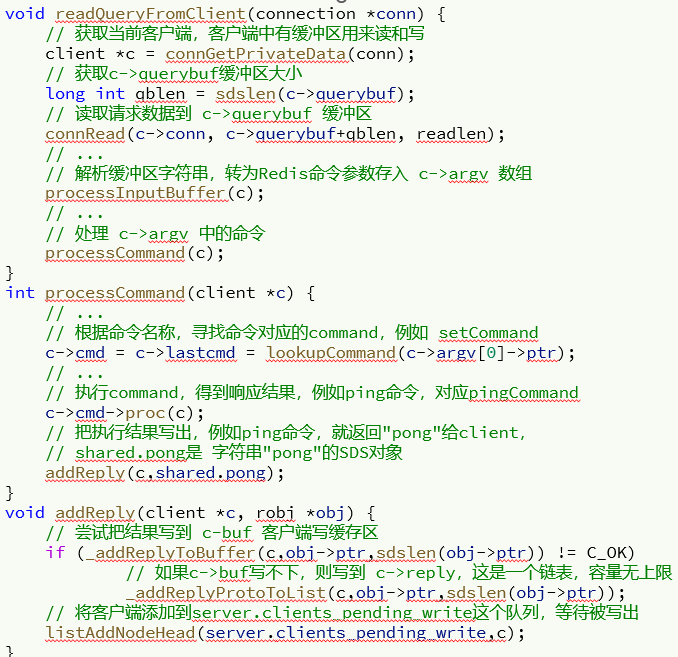 void readQueryFromClient(connection *conn) {
    // 获取当前客户端，客户端中有缓冲区用来读和写
    client *c = connGetPrivateData(conn);
    // 获取c->querybuf缓冲区大小
    long int qblen = sdslen(c->querybuf);
    // 读取请求数据到 c->querybuf 缓冲区
    connRead(c->conn, c->querybuf+qblen, readlen);
    // ...
    // 解析缓冲区字符串，转为Redis命令参数存入 c->argv 数组
    processInputBuffer(c);
    // ...
    // 处理 c->argv 中的命令
    processCommand(c);
}
int processCommand(client *c) {
    // ...
    // 根据命令名称，寻找命令对应的command，例如 setCommand
    c->cmd = c->lastcmd = lookupCommand(c->argv[0]->ptr);
    // ...
    // 执行command，得到响应结果，例如ping命令，对应pingCommand
    c->cmd->proc(c);
    // 把执行结果写出，例如ping命令，就返回"pong"给client，
    // shared.pong是 字符串"pong"的SDS对象
    addReply(c,shared.pong);
}
void addReply(client *c, robj *obj) {
    // 尝试把结果写到 c-buf 客户端写缓存区
    if (_addReplyToBuffer(c,obj->ptr,sdslen(obj->ptr)) != C_OK)
            // 如果c->buf写不下，则写到 c->reply，这是一个链表，容量无上限
            _addReplyProtoToList(c,obj->ptr,sdslen(obj->ptr));
    // 将客户端添加到server.clients_pending_write这个队列，等待被写出
    listAddNodeHead(server.clients_pending_write,c);
}